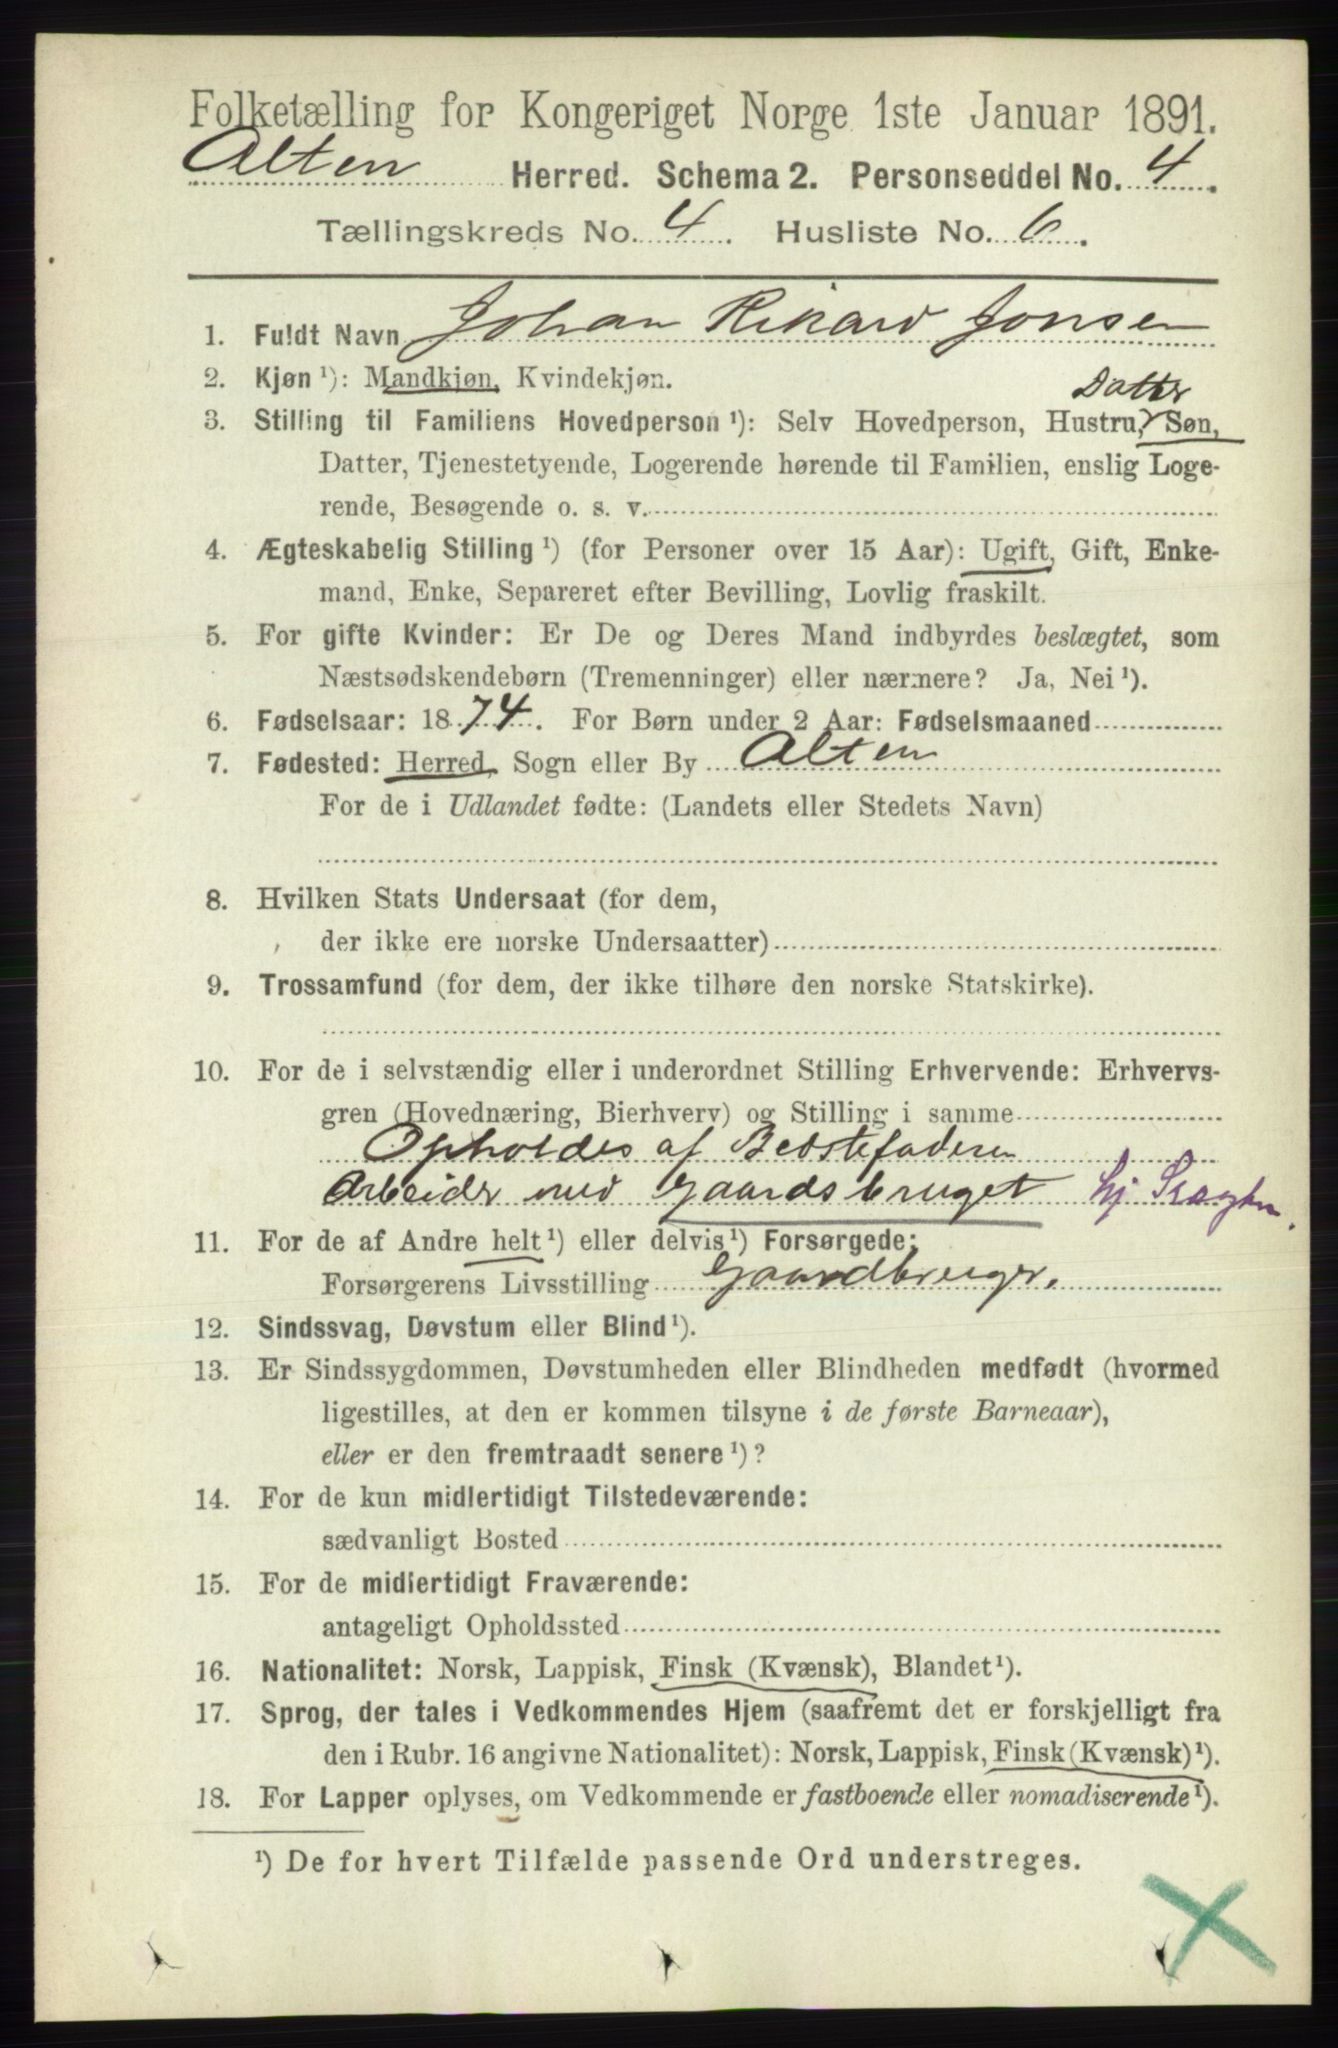 Folketælling for Kongeriget Norge 1ste Januar 1891.
Alten Herred. Schema 2. Personseddel No. 4.
Tællingskreds No. 4. Husliste No. 6.
1. Fuldt Navn Johan Rikard Jonsen
2. Kjøn ¹): Mandkjøn, Kvindekjøn.
Datter
3. Stilling til Familiens Hovedperson ¹): Selv Hovedperson, Hustru, Søn,
Datter, Tjenestetyende, Logerende hørende til Familien, enslig Loge-
rende, Besøgende o. s. v.
4. Ægteskabelig Stilling ¹) (for Personer over 15 Aar): Ugift, Gift, Enke-
mand, Enke, Separeret efter Bevilling, Lovlig fraskilt.
5. For gifte Kvinder: Er De og Deres Mand indbyrdes beslægtet, som
Næstsødskendebørn (Tremenninger) eller nærmere? Ja, Nei ¹).
6. Fødselsaar: 1874. For Børn under 2 Aar: Fødselsmaaned
7. Fødested: Herred, Sogn eller By Alten
For de i Udlandet fødte: (Landets eller Stedets Navn)
8. Hvilken Stats Undersaat (for dem,
der ikke ere norske Undersaatter)
9. Trossamfund (for dem, der ikke tilhøre den norske Statskirke).
10. For de i selvstændig eller i underordnet Stilling Erhvervende: Erhvervs-
gren (Hovednæring, Bierhverv) og Stilling i samme
Opholdes af Bedstefaderen
Arbeider med Gaardsbruget hj.
11. For de af Andre helt ¹) eller delvis ¹) Forsørgede:
Forsørgerens Livsstilling Gaardbruger.
12. Sindssvag, Døvstum eller Blind ¹).
13. Er Sindssygdommen, Døvstumheden eller Blindheden medfødt (hvormed
ligestilles, at den er kommen tilsyne i de første Barneaar),
eller er den fremtraadt senere ¹)?
14. For de kun midlertidigt Tilstedeværende:
sædvanligt Bosted
15. For de midlertidigt Fraværende:
antageligt Opholdssted
16. Nationalitet: Norsk, Lappisk, Finsk (Kvænsk), Blandet ¹).
17. Sprog, der tales i Vedkommendes Hjem (saafremt det er forskjelligt fra
den i Rubr. 16 angivne Nationalitet): Norsk, Lappisk, Finsk (Kvænsk) ¹).
18. For Lapper oplyses, om Vedkommende er fastboende eller nomadiserende ¹).
¹) De for hvert Tilfælde passende Ord understreges.